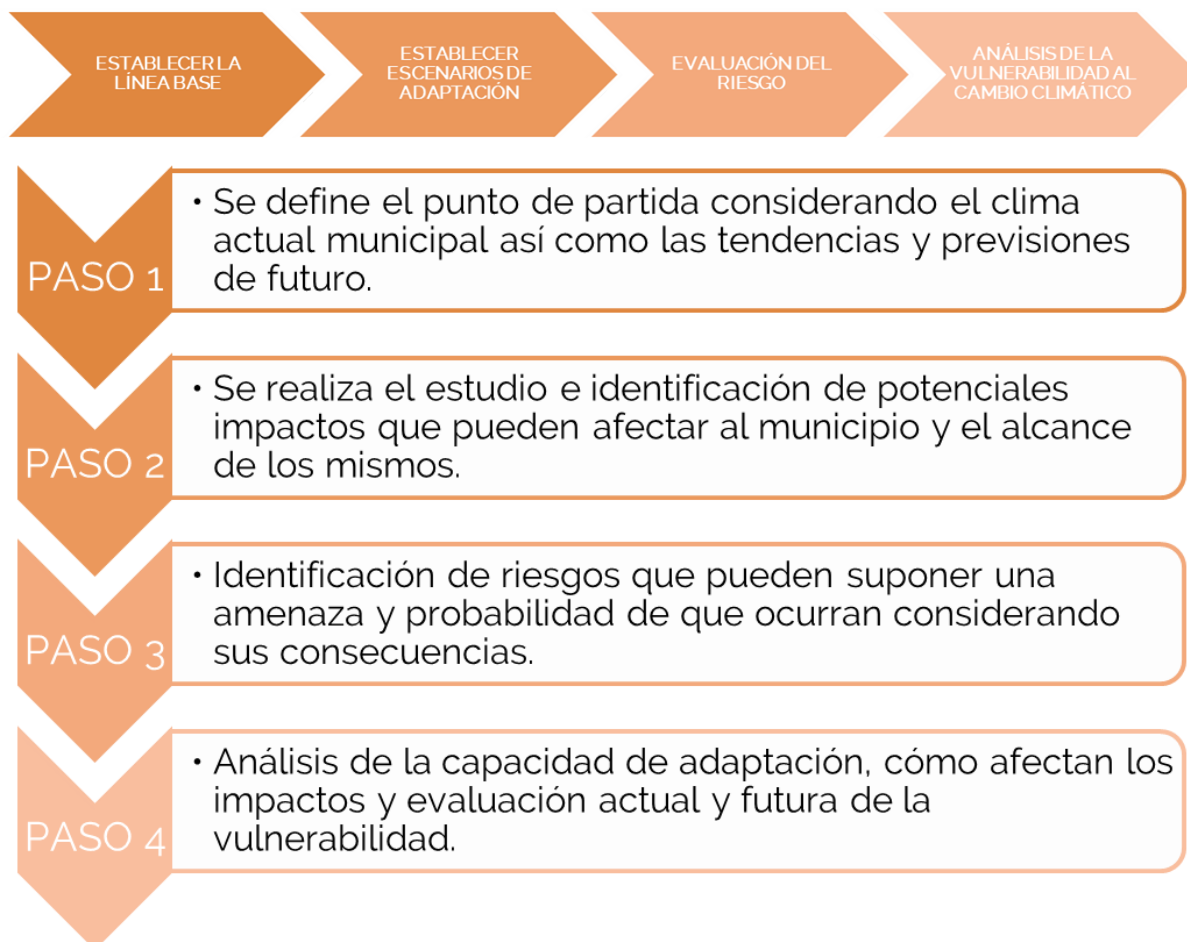 ESTABLECER LA
LÍNEA BASE
ESTABLECER
ESCENARIOS DE
ADAPTACIÓN
EVALUACIÓN DEL
RIESGO
ANÁLISIS DE LA
VULNERABILIDAD AL
CAMBIO CLIMÁTICO
PASO 1
• Se define el punto de partida considerando el clima
actual municipal así como las tendencias y previsiones
de futuro.
PASO 2
• Se realiza el estudio e identificación de potenciales
impactos que pueden afectar al municipio y el alcance
de los mismos.
PASO 3
• Identificación de riesgos que pueden suponer una
amenaza y probabilidad de que ocurran considerando
sus consecuencias.
PASO 4
• Análisis de la capacidad de adaptación, cómo afectan los
impactos y evaluación actual y futura de la
vulnerabilidad.